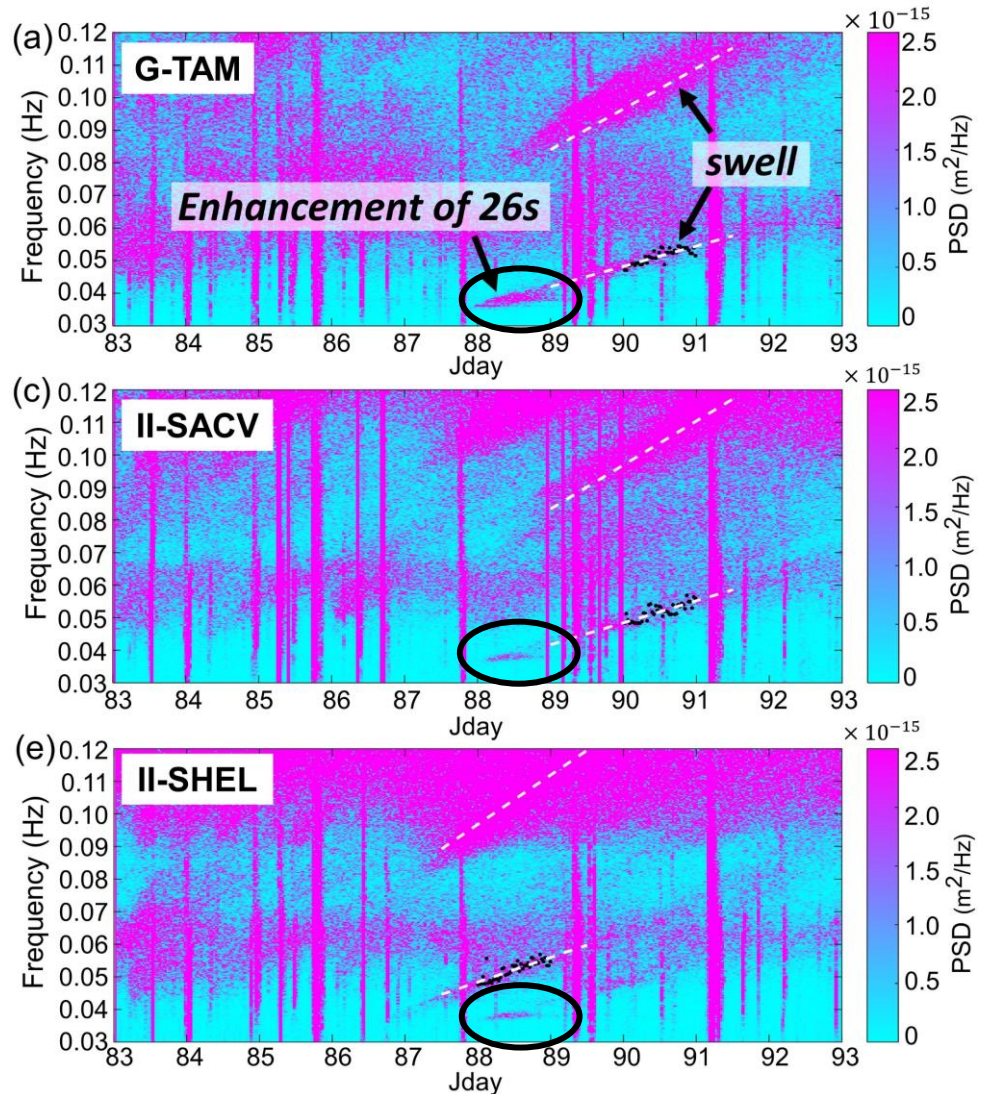 (a)
G-TAM
× 10⁻¹⁵
Enhancement of 26s
swell
Frequency (Hz)
0.12
0.11
0.10
0.09
0.08
0.07
0.06
0.05
0.04
0.03
83 84 85 86 87 88 89 90 91 92 93
Jday
2.5
2.0
1.5
1.0
0.5
0
PSD (m²/Hz)
(c)
II-SACV
× 10⁻¹⁵
Frequency (Hz)
0.12
0.11
0.10
0.09
0.08
0.07
0.06
0.05
0.04
0.03
83 84 85 86 87 88 89 90 91 92 93
Jday
2.5
2.0
1.5
1.0
0.5
0
PSD (m²/Hz)
(e)
II-SHEL
× 10⁻¹⁵
Frequency (Hz)
0.12
0.11
0.10
0.09
0.08
0.07
0.06
0.05
0.04
0.03
83 84 85 86 87 88 89 90 91 92 93
Jday
2.5
2.0
1.5
1.0
0.5
0
PSD (m²/Hz)